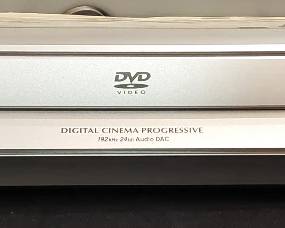 DVD
VIDEO
DIGITAL CINEMA PROGRESSIVE
192kHz 24bit Audio DAC